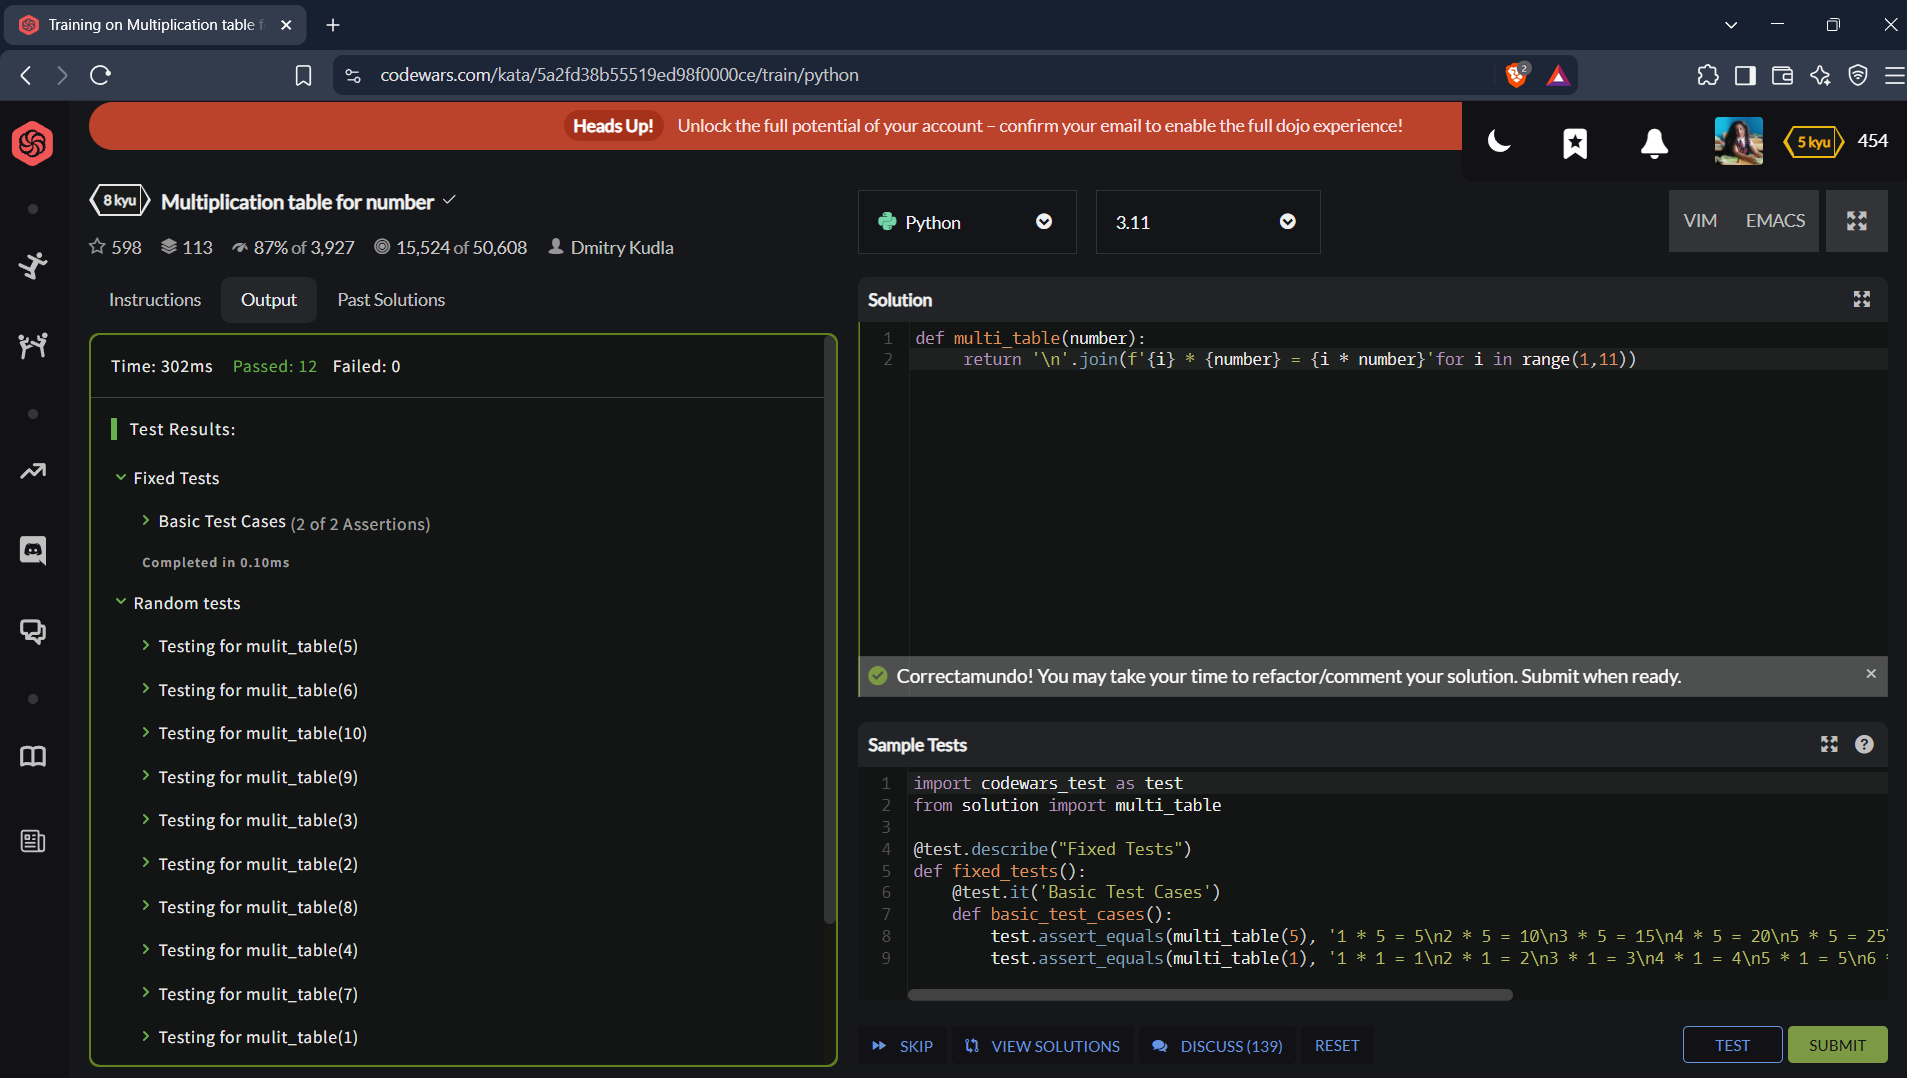 Training on Multiplication table f
codewars.com/kata/5a2fd38b55519ed98f0000ce/train/python
2
Heads Up! Unlock the full potential of your account – confirm your email to enable the full dojo experience!
5 kyu 454
8 kyu Multiplication table for number
598 113 87% of 3,927 15,524 of 50,608 Dmitry Kudla
Python 3.11 VIM EMACS
Instructions Output Past Solutions
Time: 302ms Passed: 12 Failed: 0
Test Results:
Fixed Tests
Basic Test Cases (2 of 2 Assertions)
Completed in 0.10ms
Random tests
Testing for mulit_table(5)
Testing for mulit_table(6)
Testing for mulit_table(10)
Testing for mulit_table(9)
Testing for mulit_table(3)
Testing for mulit_table(2)
Testing for mulit_table(8)
Testing for mulit_table(4)
Testing for mulit_table(7)
Testing for mulit_table(1)
Solution
1 def multi_table(number):
2 return '\n'.join(f'{i} * {number} = {i * number}'for i in range(1,11))
Correctamundo! You may take your time to refactor/comment your solution. Submit when ready.
Sample Tests
1 import codewars_test as test
2 from solution import multi_table
3
4 @test.describe("Fixed Tests")
5 def fixed_tests():
6 @test.it('Basic Test Cases')
7 def basic_test_cases():
8 test.assert_equals(multi_table(5), '1 * 5 = 5\n2 * 5 = 10\n3 * 5 = 15\n4 * 5 = 20\n5 * 5 = 25\
9 test.assert_equals(multi_table(1), '1 * 1 = 1\n2 * 1 = 2\n3 * 1 = 3\n4 * 1 = 4\n5 * 1 = 5\n6 *
SKIP VIEW SOLUTIONS DISCUSS (139) RESET TEST SUBMIT